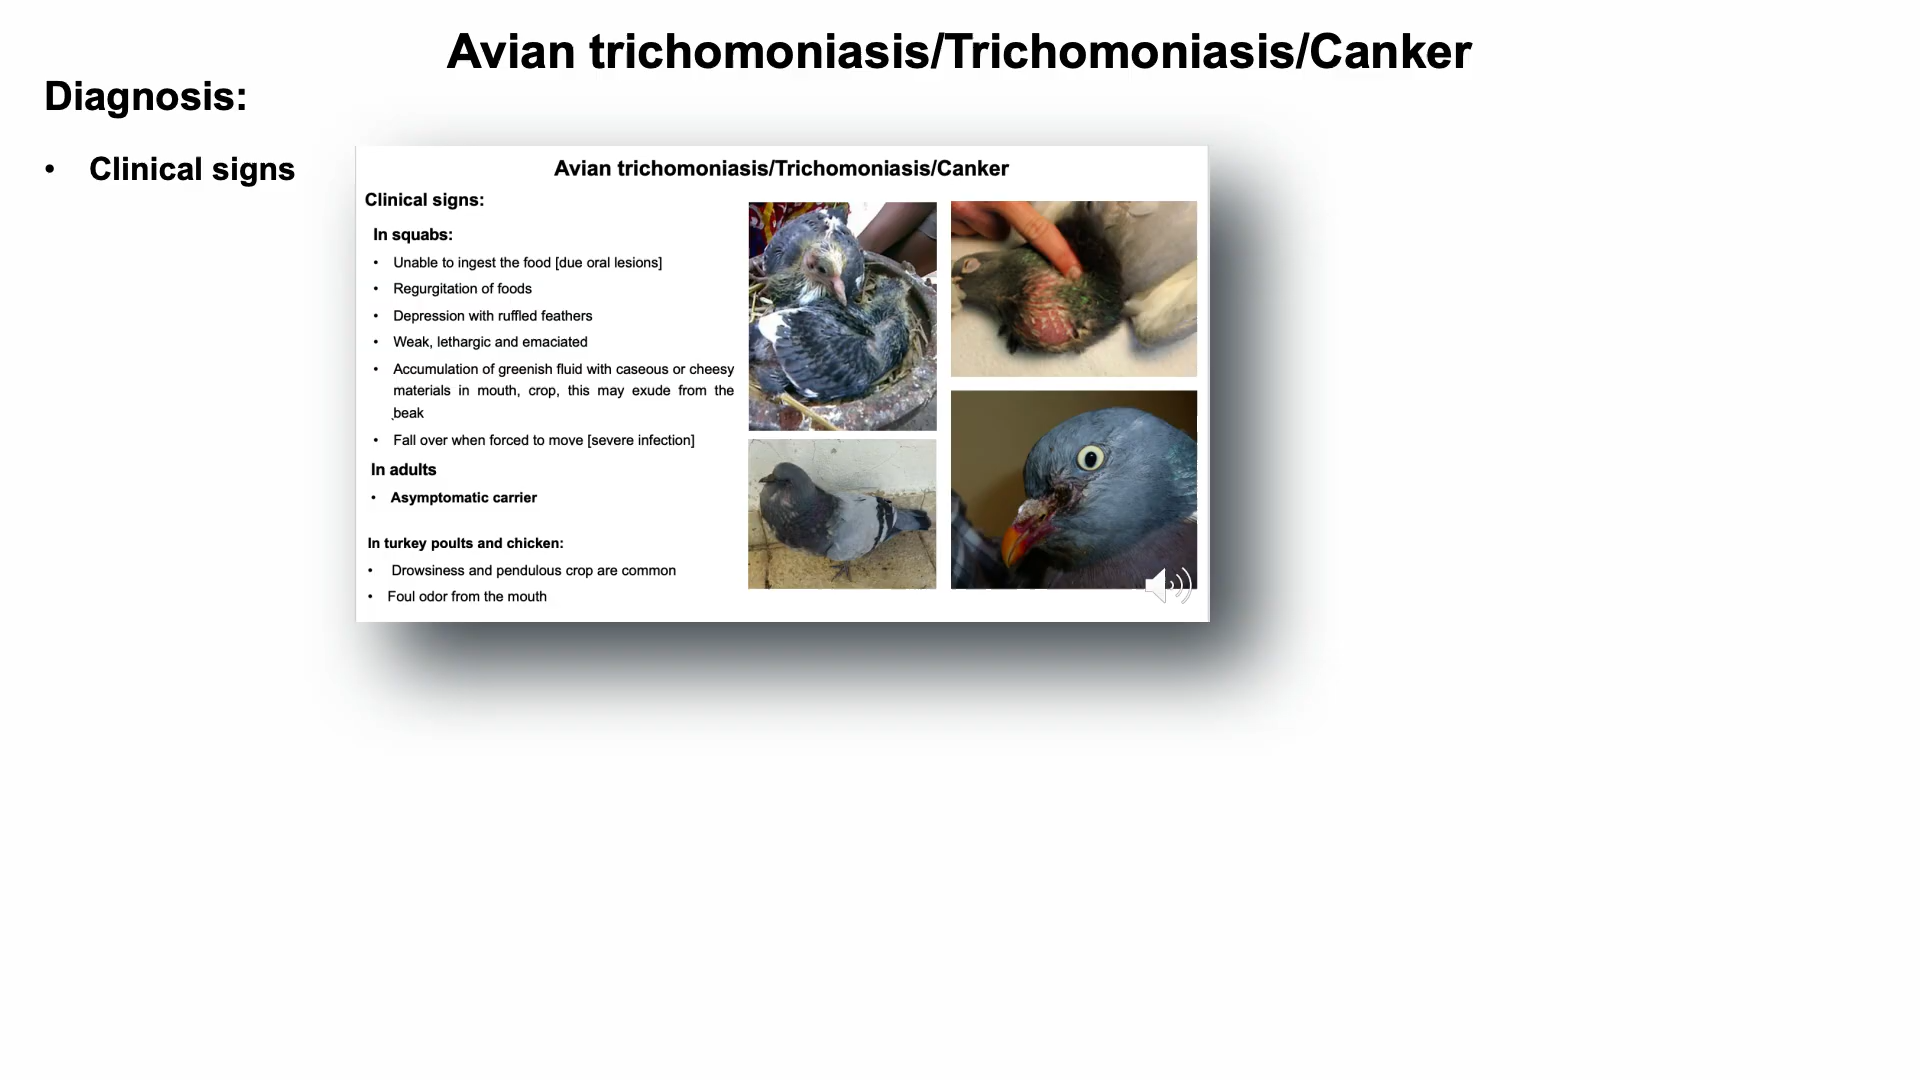 Avian trichomoniasis/Trichomoniasis/Canker
Diagnosis:
• Clinical signs
Avian trichomoniasis/Trichomoniasis/Canker
Clinical signs:
In squabs:
• Unable to ingest the food [due oral lesions]
• Regurgitation of foods
• Depression with ruffled feathers
• Weak, lethargic and emaciated
• Accumulation of greenish fluid with caseous or cheesy
materials in mouth, crop, this may exude from the
beak
• Fall over when forced to move [severe infection]
In adults
• Asymptomatic carrier
In turkey poults and chicken:
• Drowsiness and pendulous crop are common
• Foul odor from the mouth